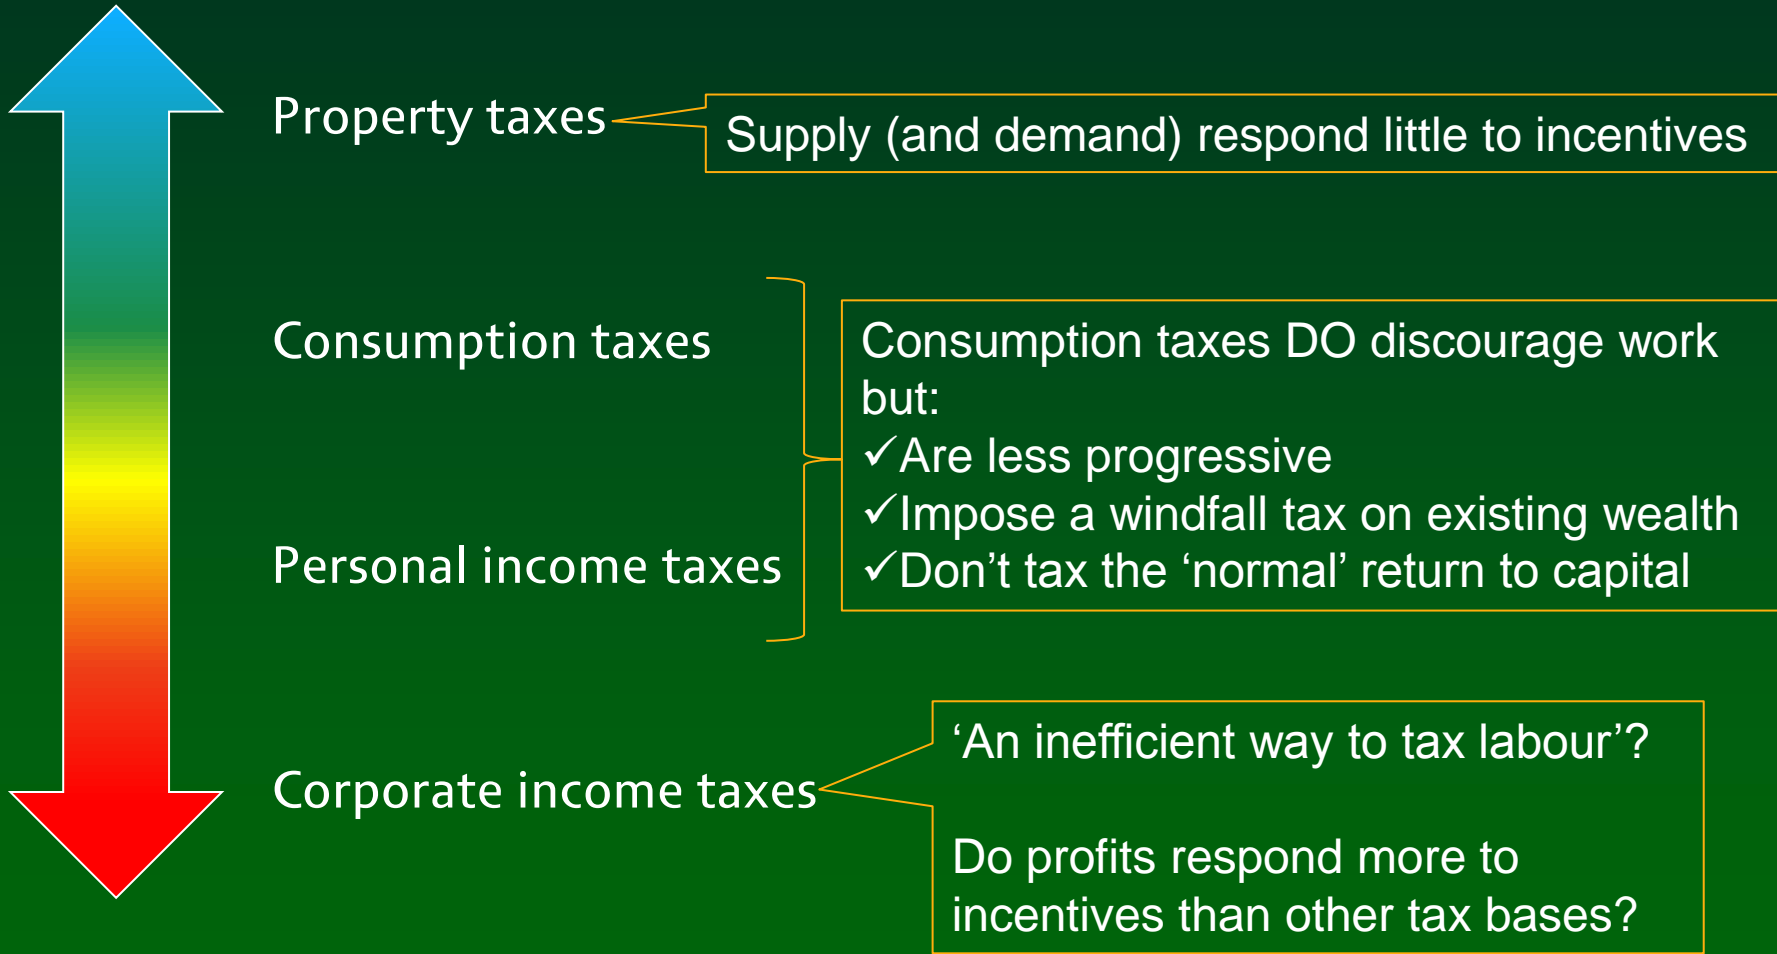 Property taxes
Supply (and demand) respond little to incentives
Consumption taxes
Consumption taxes DO discourage work
but:
✓Are less progressive
✓Impose a windfall tax on existing wealth
✓Don’t tax the ‘normal’ return to capital
Personal income taxes
Corporate income taxes
‘An inefficient way to tax labour’?
Do profits respond more to
incentives than other tax bases?